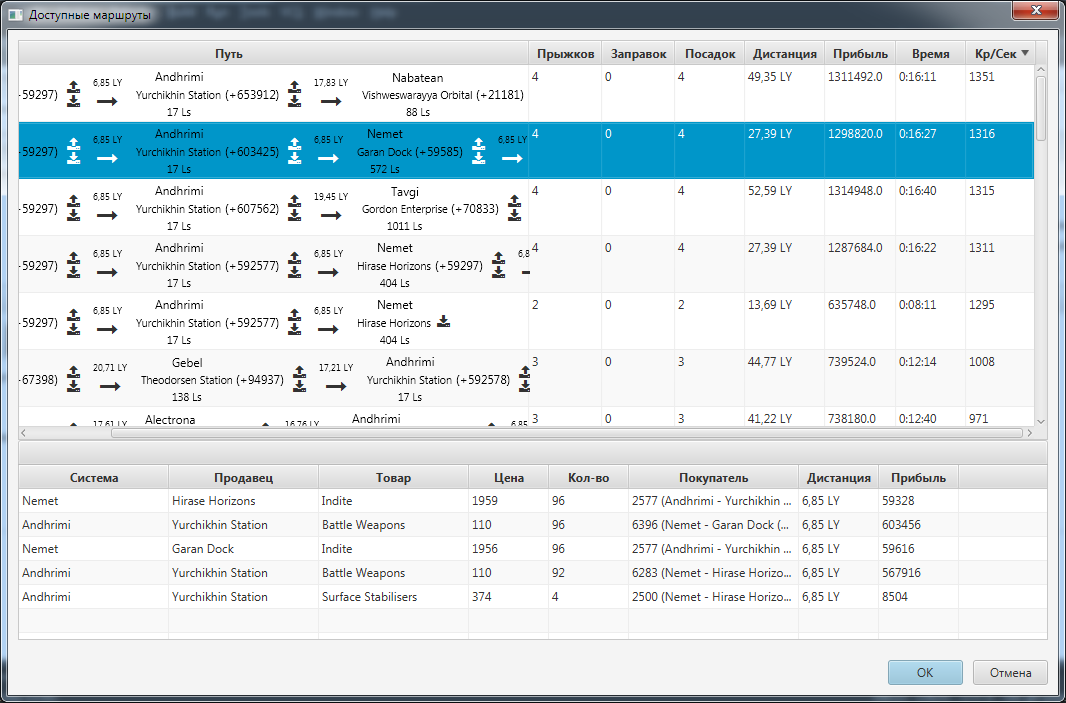 Доступные маршруты
Путь Прыжков Заправок Посадок Дистанция Прибыль Время Кр/Сек
6,85 LY Andhrimi 17,83 LY Nabatean 4 0 4 49,35 LY 1311492.0 0:16:11 1351
-59297) Yurchikhin Station (+653912) Vishweswarayya Orbital (+21181)
17 Ls 88 Ls
6,85 LY Andhrimi 6,85 LY Nemet 6,85 LY 4 0 4 27,39 LY 1298820.0 0:16:27 1316
-59297) Yurchikhin Station (+603425) Garan Dock (+59585)
17 Ls 572 Ls
6,85 LY Andhrimi 19,45 LY Tavgi 4 0 4 52,59 LY 1314948.0 0:16:40 1315
-59297) Yurchikhin Station (+607562) Gordon Enterprise (+70833)
17 Ls 1011 Ls
6,85 LY Andhrimi 6,85 LY Nemet 6,8 4 0 4 27,39 LY 1287684.0 0:16:22 1311
-59297) Yurchikhin Station (+592577) Hirase Horizons (+59297)
17 Ls 404 Ls
6,85 LY Andhrimi 6,85 LY Nemet 2 0 2 13,69 LY 635748.0 0:08:11 1295
-59297) Yurchikhin Station (+592577) Hirase Horizons
17 Ls 404 Ls
20,71 LY Gebel 17,21 LY Andhrimi 3 0 3 44,77 LY 739524.0 0:12:14 1008
-67398) Theodorsen Station (+94937) Yurchikhin Station (+592578)
138 Ls 17 Ls
17,61 LY Alectrona 16,76 LY Andhrimi 6,85 3 0 3 41,22 LY 738180.0 0:12:40 971
Система Продавец Товар Цена Кол-во Покупатель Дистанция Прибыль
Nemet Hirase Horizons Indite 1959 96 2577 (Andhrimi - Yurchikhin ... 6,85 LY 59328
Andhrimi Yurchikhin Station Battle Weapons 110 96 6396 (Nemet - Garan Dock (... 6,85 LY 603456
Nemet Garan Dock Indite 1956 96 2577 (Andhrimi - Yurchikhin ... 6,85 LY 59616
Andhrimi Yurchikhin Station Battle Weapons 110 92 6283 (Nemet - Hirase Horizo... 6,85 LY 567916
Andhrimi Yurchikhin Station Surface Stabilisers 374 4 2500 (Nemet - Hirase Horizo... 6,85 LY 8504
OK Отмена